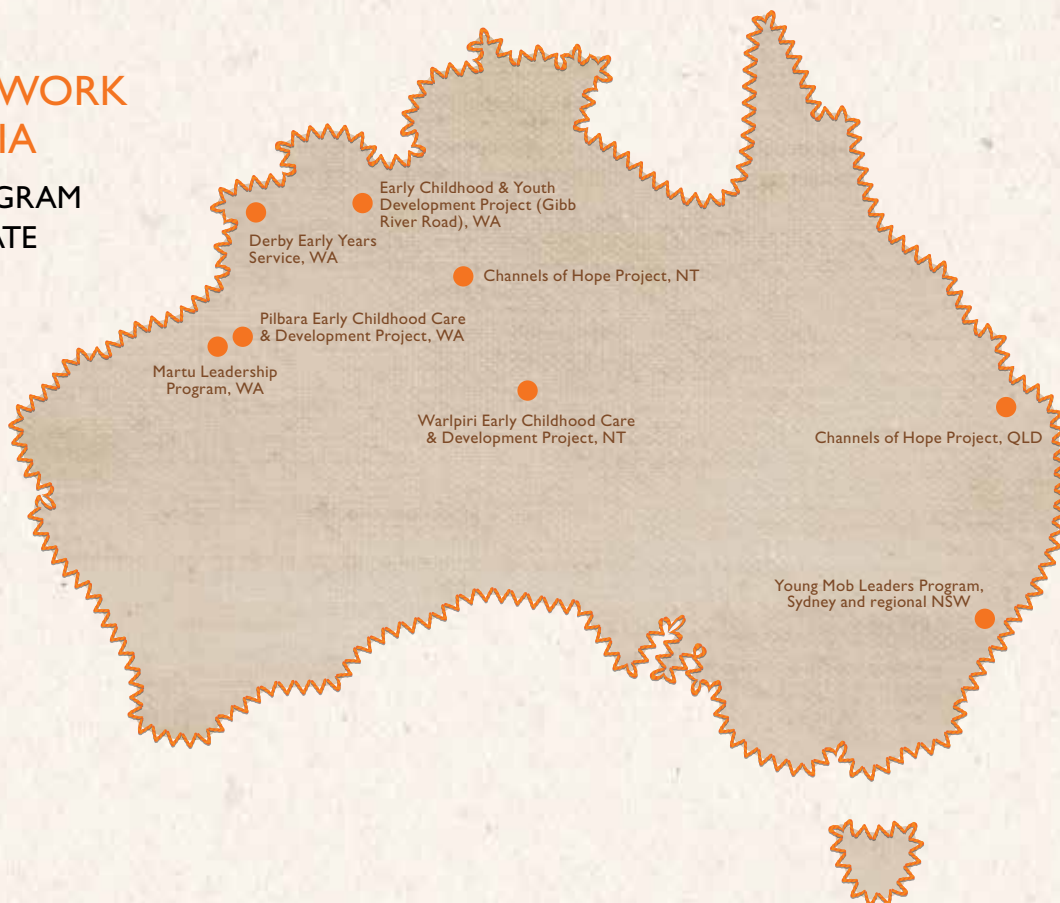 WORK
IA
GRAM
ATE
Early Childhood & Youth
Development Project (Gibb
River Road), WA
Derby Early Years
Service, WA
Channels of Hope Project, NT
Pilbara Early Childhood Care
& Development Project, WA
Martu Leadership
Program, WA
Warlpiri Early Childhood Care
& Development Project, NT
Channels of Hope Project, QLD
Young Mob Leaders Program,
Sydney and regional NSW